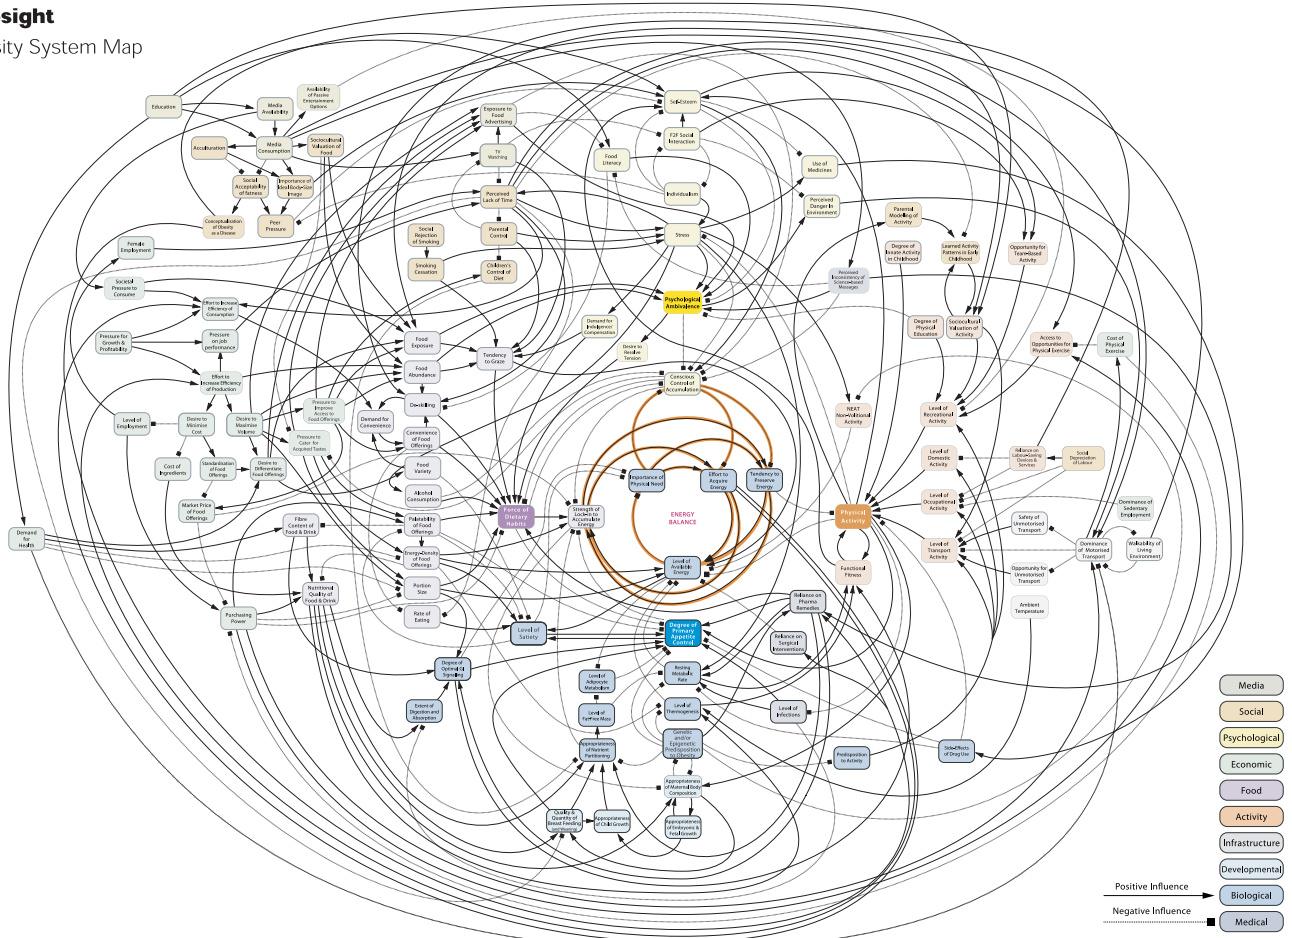 sight
sity System Map
Education
Media
Availability
Availability
of Passive
Entertainment
Options
Media
Consumption
Sociocultural
Valuation of
Food
Acculturation
Social
Acceptability
of fatness
Importance of
Ideal Body-Size
Image
Conceptualisation
of Obesity
as a Disease
Peer
Pressure
Exposure to
Food
Advertising
TV
Watching
Perceived
Lack of Time
Parental
Control
Children's
Control of
Diet
Social
Rejection
of Smoking
Smoking
Cessation
Self-Esteem
F2F Social
Interaction
Food
Literacy
Individualism
Stress
Use of
Medicines
Perceived
Danger in
Environment
Parental
Modelling of
Activity
Degree of
Innate Activity
in Childhood
Learned Activity
Patterns in Early
Childhood
Opportunity for
Team-Based
Activity
Perceived
Inconsistency of
Science-based
Messages
Psychological
Ambivalence
Demand for
Indulgence/
Compensation
Desire to
Resolve
Tension
Degree of
Physical
Education
Sociocultural
Valuation of
Activity
Access to
Opportunities for
Physical Exercise
Cost of
Physical
Exercise
Female
Employment
Societal
Pressure to
Consume
Effort to Increase
Efficiency of
Consumption
Pressure for
Growth &
Profitability
Pressure
on job
performance
Effort to
Increase Efficiency
of Production
Level of
Employment
Desire to
Minimise
Cost
Desire to
Maximise
Volume
Pressure to
Improve
Access to
Food Offerings
Pressure to
Cater for
Acquired Tastes
Cost of
Ingredients
Standardisation
of Food
Offerings
Desire to
Differentiate
Food Offerings
Market Price
of Food
Offerings
Demand
for
Health
Fibre
Content of
Food & Drink
Nutritional
Quality of
Food & Drink
Purchasing
Power
Food
Exposure
Food
Abundance
Tendency
to Graze
De-skilling
Demand for
Convenience
Convenience
of Food
Offerings
Food
Variety
Alcohol
Consumption
Palatability
of Food
Offerings
Energy-Density
of Food
Offerings
Portion
Size
Rate of
Eating
Force of
Dietary
Habits
Strength of
Lock-in to
Accumulate
Energy
Conscious
Control of
Accumulation
Importance of
Physical Need
Effort to
Acquire
Energy
Tendency to
Preserve
Energy
ENERGY
BALANCE
Level of
Available
Energy
NEAT
Non-Volitional
Activity
Level of
Recreational
Activity
Level of
Domestic
Activity
Reliance on
Labour-Saving
Devices &
Services
Social
Depreciation
of Labour
Level of
Occupational
Activity
Physical
Activity
Level of
Transport
Activity
Functional
Fitness
Safety of
Unmotorised
Transport
Dominance of
Sedentary
Employment
Dominance
of Motorised
Transport
Walkability of
Living
Environment
Opportunity for
Unmotorised
Transport
Ambient
Temperature
Level of
Satiety
Degree of
Primary
Appetite
Control
Reliance on
Pharma
Remedies
Reliance on
Surgical
Interventions
Degree of
Optimal GI
Signalling
Extent of
Digestion and
Absorption
Level of
Adipocyte
Metabolism
Resting
Metabolic
Rate
Level of
Fat-Free Mass
Level of
Thermogenesis
Level of
Infections
Appropriateness
of Nutrient
Partitioning
Genetic
and/or
Epigenetic
Predisposition
to Obesity
Predisposition
to Activity
Side-Effects
of Drug Use
Appropriateness
of Maternal Body
Composition
Quality &
Quantity of
Breast Feeding
and Weaning
Appropriateness
of Child Growth
Appropriateness
of Embryonic &
Fetal Growth
Media
Social
Psychological
Economic
Food
Activity
Infrastructure
Developmental
Biological
Medical
Positive Influence
Negative Influence